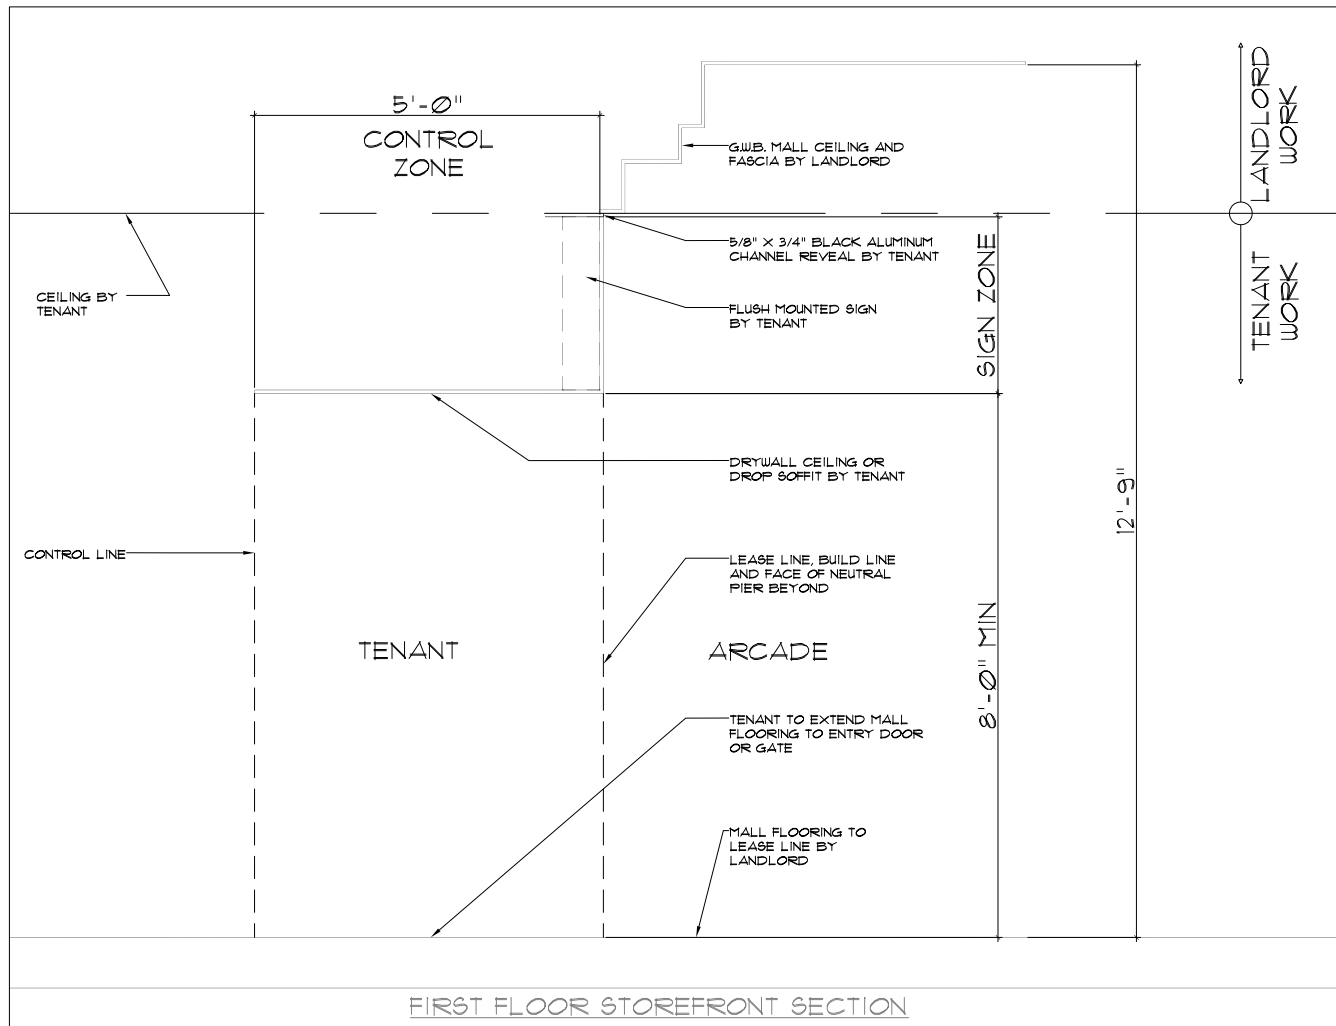 5'-0"
CONTROL
ZONE
G.W.B. MALL CEILING AND
FASCIA BY LANDLORD
LANDLORD
WORK
5/8" X 3/4" BLACK ALUMINUM
CHANNEL REVEAL BY TENANT
SIGN ZONE
TENANT
WORK
CEILING BY
TENANT
FLUSH MOUNTED SIGN
BY TENANT
DRYWALL CEILING OR
DROP SOFFIT BY TENANT
12'-9"
CONTROL LINE
LEASE LINE, BUILD LINE
AND FACE OF NEUTRAL
PIER BEYOND
TENANT
ARCADE
8'-0" MIN
TENANT TO EXTEND MALL
FLOORING TO ENTRY DOOR
OR GATE
MALL FLOORING TO
LEASE LINE BY
LANDLORD
FIRST FLOOR STOREFRONT SECTION